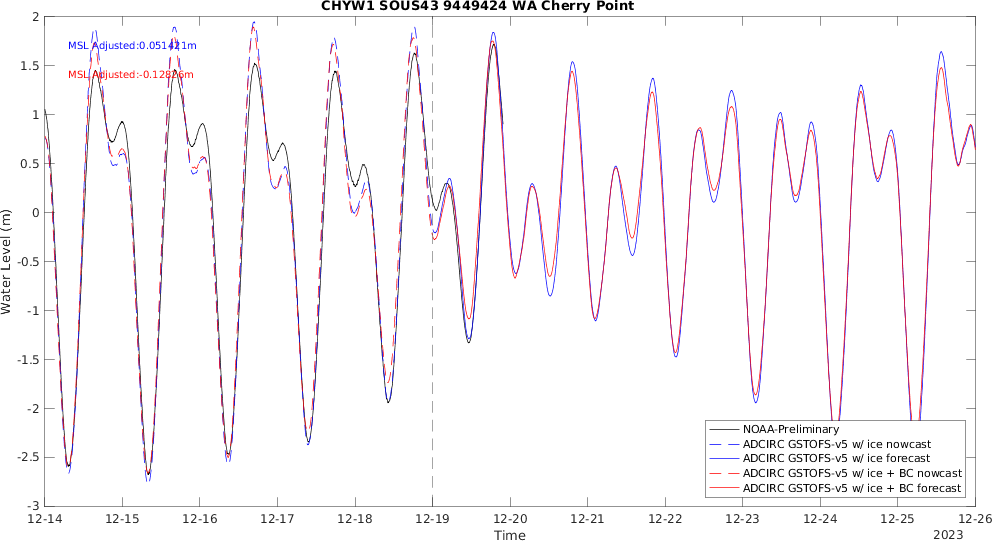 CHYW1 SOUS43 9449424 WA Cherry Point
MSL Adjusted:0.051421m
MSL Adjusted:-0.12826m
Water Level (m)
2
1.5
1
0.5
0
-0.5
-1
-1.5
-2
-2.5
-3
NOAA-Preliminary
ADCIRC GSTOFS-v5 w/ ice nowcast
ADCIRC GSTOFS-v5 w/ ice forecast
ADCIRC GSTOFS-v5 w/ ice + BC nowcast
ADCIRC GSTOFS-v5 w/ ice + BC forecast
12-14 12-15 12-16 12-17 12-18 12-19 12-20 12-21 12-22 12-23 12-24 12-25 12-26
Time
2023